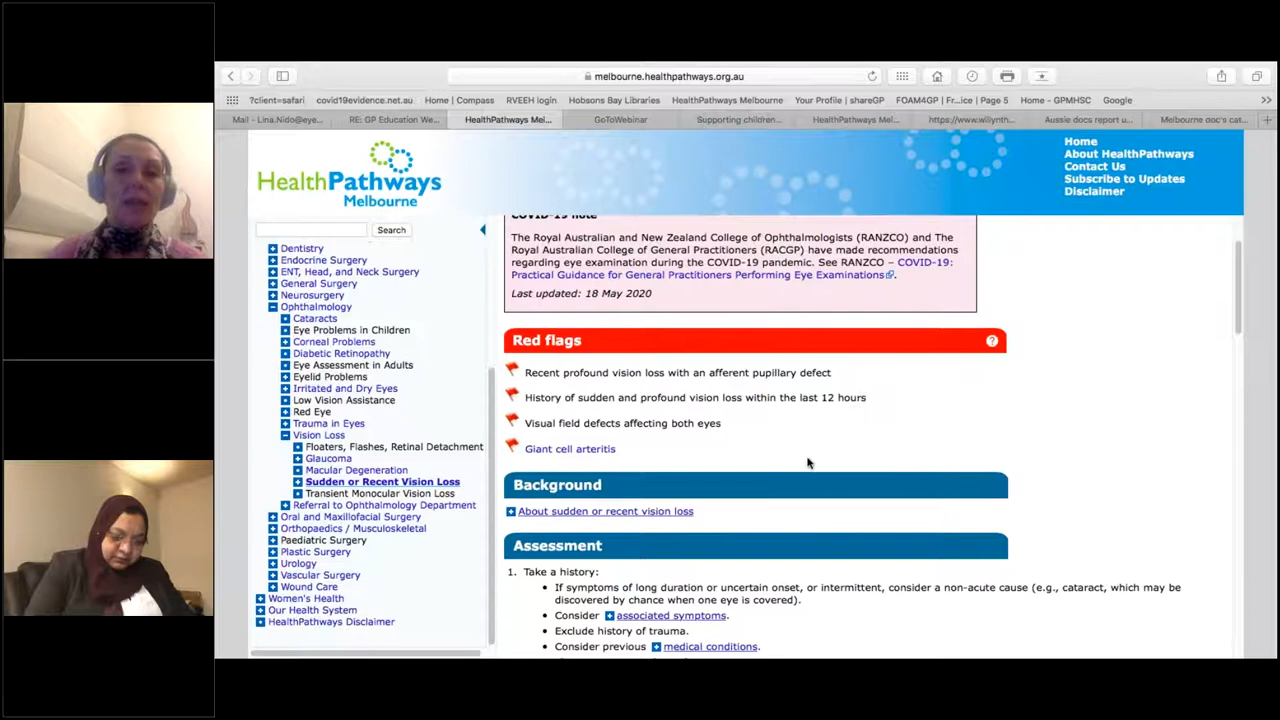 melbourne.healthpathways.org.au
?client=safari covid19evidence.net.au Home | Compass RVEEH login Hobsons Bay Libraries HealthPathways Melbourne Your Profile | shareGP FOAM4GP | Fr...ice | Page 5 Home - GPMHSC Google
Mail - Lina.Nido@eye... RE: GP Education We... HealthPathways Mel... GoToWebinar Supporting children... HealthPathways Mel... https://www.wiliynth... Aussie docs report u... Melbourne doc's cat...
HealthPathways
Melbourne
Home
About HealthPathways
Contact Us
Subscribe to Updates
Disclaimer
Search
Dentistry
Endocrine Surgery
ENT, Head, and Neck Surgery
General Surgery
Neurosurgery
Ophthalmology
Cataracts
Eye Problems in Children
Corneal Problems
Diabetic Retinopathy
Eye Assessment in Adults
Eyelid Problems
Irritated and Dry Eyes
Low Vision Assistance
Red Eye
Trauma in Eyes
Vision Loss
Floaters, Flashes, Retinal Detachment
Glaucoma
Macular Degeneration
Sudden or Recent Vision Loss
Transient Monocular Vision Loss
Referral to Ophthalmology Department
Oral and Maxillofacial Surgery
Orthopaedics / Musculoskeletal
Paediatric Surgery
Plastic Surgery
Urology
Vascular Surgery
Wound Care
Women's Health
Our Health System
HealthPathways Disclaimer
COVID-19 note
The Royal Australian and New Zealand College of Ophthalmologists (RANZCO) and The
Royal Australian College of General Practitioners (RACGP) have made recommendations
regarding eye examination during the COVID-19 pandemic. See RANZCO – COVID-19:
Practical Guidance for General Practitioners Performing Eye Examinations.
Last updated: 18 May 2020
Red flags
?
Recent profound vision loss with an afferent pupillary defect
History of sudden and profound vision loss within the last 12 hours
Visual field defects affecting both eyes
Giant cell arteritis
Background
About sudden or recent vision loss
Assessment
1. Take a history:
• If symptoms of long duration or uncertain onset, or intermittent, consider a non-acute cause (e.g., cataract, which may be
discovered by chance when one eye is covered).
• Consider associated symptoms.
• Exclude history of trauma.
• Consider previous medical conditions.